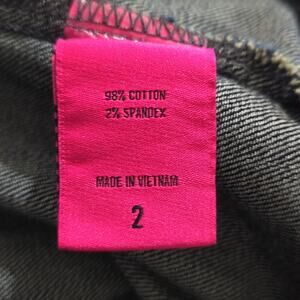 98% COTTON
2% SPANDEX
MADE IN VIETNAM
2